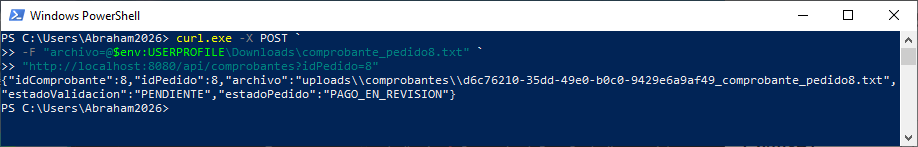 Windows PowerShell
PS C:\Users\Abraham2026> curl.exe -X POST `
>> -F "archivo=@$env:USERPROFILE\Downloads\comprobante_pedido8.txt" `
>> "http://localhost:8080/api/comprobantes?idPedido=8"
{"idComprobante":8,"idPedido":8,"archivo":"uploads\\comprobantes\\d6c76210-35dd-49e0-b0c0-9429e6a9af49_comprobante_pedido8.txt",
"estadoValidacion":"PENDIENTE","estadoPedido":"PAGO_EN_REVISION"}
PS C:\Users\Abraham2026>